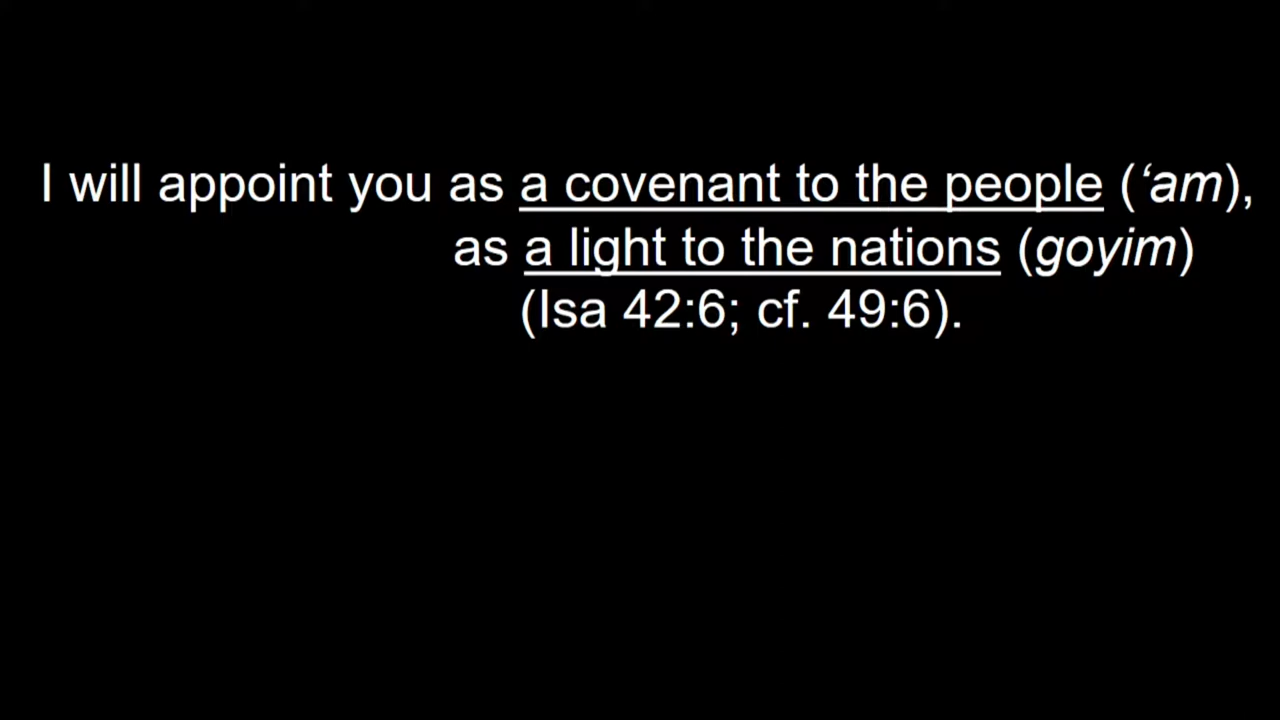 I will appoint you as a covenant to the people (‘am),
as a light to the nations (goyim)
(Isa 42:6; cf. 49:6).